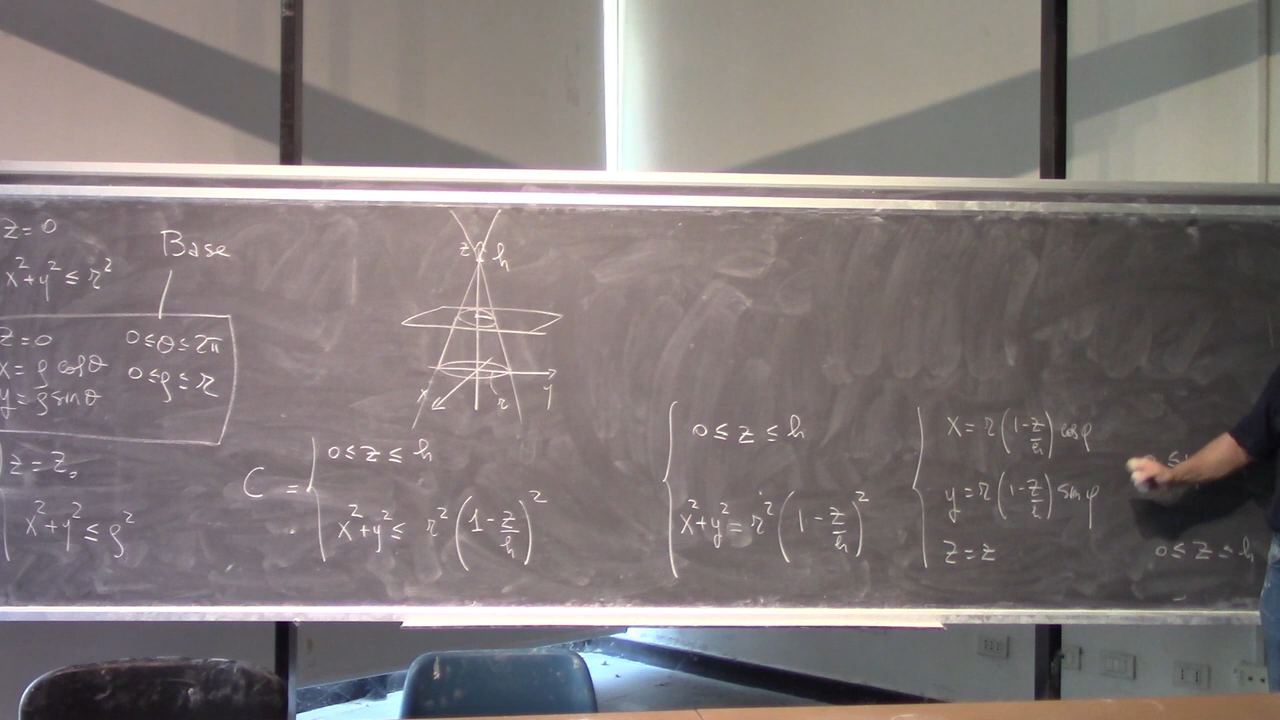 z = 0
x² + y² ≤ r²
Base
z = 0 0 ≤ θ ≤ 2π
x = ρ cos θ 0 ≤ ρ ≤ r
y = ρ sin θ
z = z₀
x² + y² ≤ ρ²
z h
x r y
C = { 0 ≤ z ≤ h
x² + y² ≤ r² (1 - z/h)²
{ 0 ≤ z ≤ h
x² + y² = r² (1 - z/h)²
{ x = r (1 - z/h) cos φ
y = r (1 - z/h) sin φ
z = z 0 ≤ z ≤ h